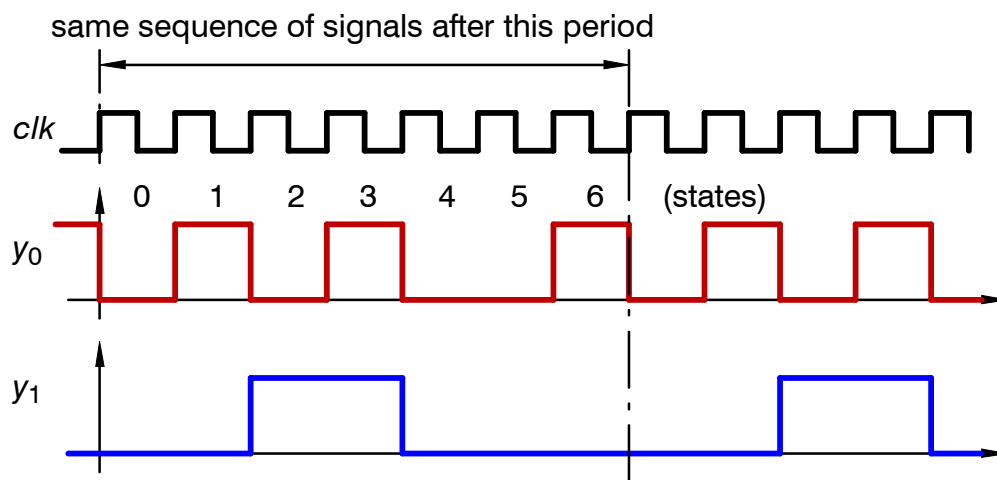 same sequence of signals after this period
clk
0 1 2 3 4 5 6 (states)
y0
y1